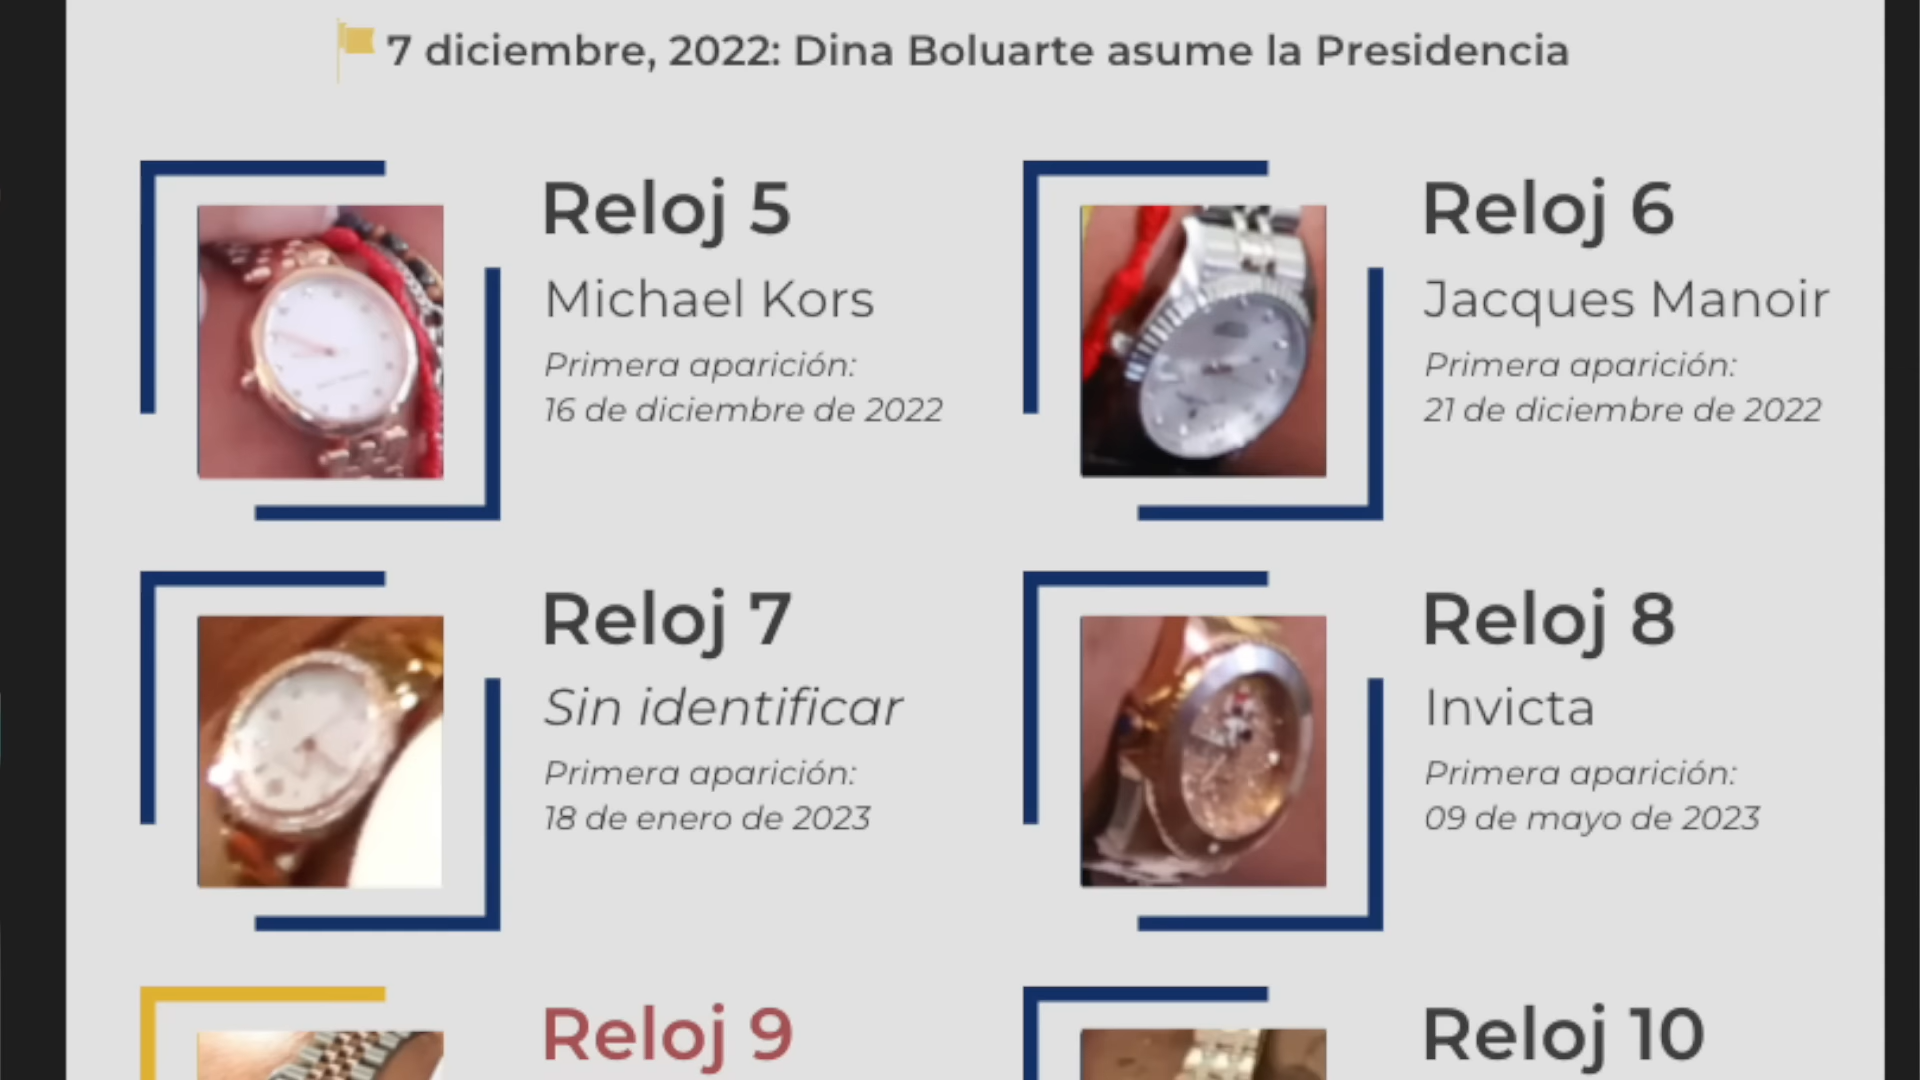 7 diciembre, 2022: Dina Boluarte asume la Presidencia
Reloj 5
Michael Kors
Primera aparición:
16 de diciembre de 2022
Reloj 6
Jacques Manoir
Primera aparición:
21 de diciembre de 2022
Reloj 7
Sin identificar
Primera aparición:
18 de enero de 2023
Reloj 8
Invicta
Primera aparición:
09 de mayo de 2023
Reloj 9
Reloj 10